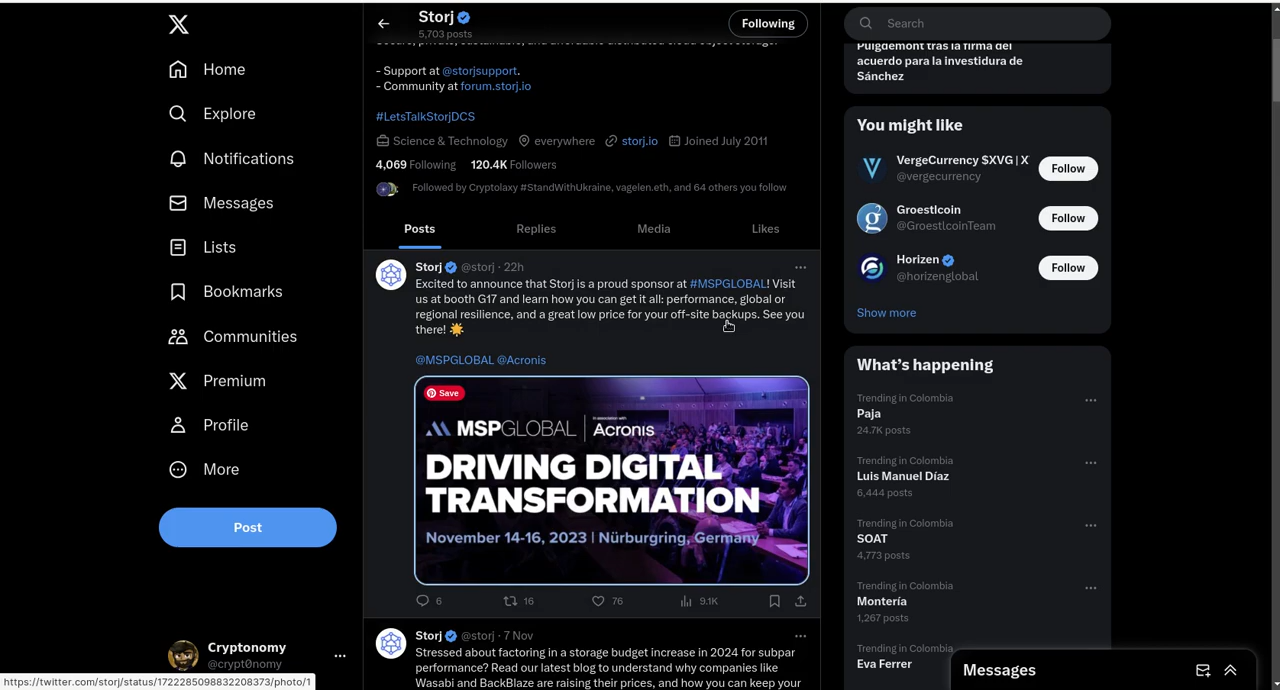 Home
Explore
Notifications
Messages
Lists
Bookmarks
Communities
Premium
Profile
More
Post
Cryptonomy
@crypt0nomy
https://twitter.com/storj/status/1722285098832208373/photo/1
Storj
5,703 posts
Following
Secure, private, sustainable, and affordable distributed cloud object storage.
- Support at @storjsupport.
- Community at forum.storj.io
#LetsTalkStorjDCS
Science & Technology everywhere storj.io Joined July 2011
4,069 Following 120.4K Followers
Followed by Cryptolaxy #StandWithUkraine, vagelen.eth, and 64 others you follow
Posts Replies Media Likes
Storj @storj · 22h
Excited to announce that Storj is a proud sponsor at #MSPGLOBAL! Visit
us at booth G17 and learn how you can get it all: performance, global or
regional resilience, and a great low price for your off-site backups. See you
there! ☀️
@MSPGLOBAL @Acronis
Save
MSPGLOBAL | In association with Acronis
DRIVING DIGITAL
TRANSFORMATION
November 14-16, 2023 | Nürburgring, Germany
6 16 76 9.1K
Storj @storj · 7 Nov
Stressed about factoring in a storage budget increase in 2024 for subpar
performance? Read our latest blog to understand why companies like
Wasabi and BackBlaze are raising their prices, and how you can keep your
Search
Puigdemont tras la firma del
acuerdo para la investidura de
Sánchez
You might like
VergeCurrency $XVG | X
@vergecurrency
Follow
Groestlcoin
@GroestlcoinTeam
Follow
Horizen
@horizenglobal
Follow
Show more
What's happening
Trending in Colombia
Paja
24.7K posts
Trending in Colombia
Luis Manuel Díaz
6,444 posts
Trending in Colombia
SOAT
4,773 posts
Trending in Colombia
Montería
1,267 posts
Trending in Colombia
Eva Ferrer
Messages